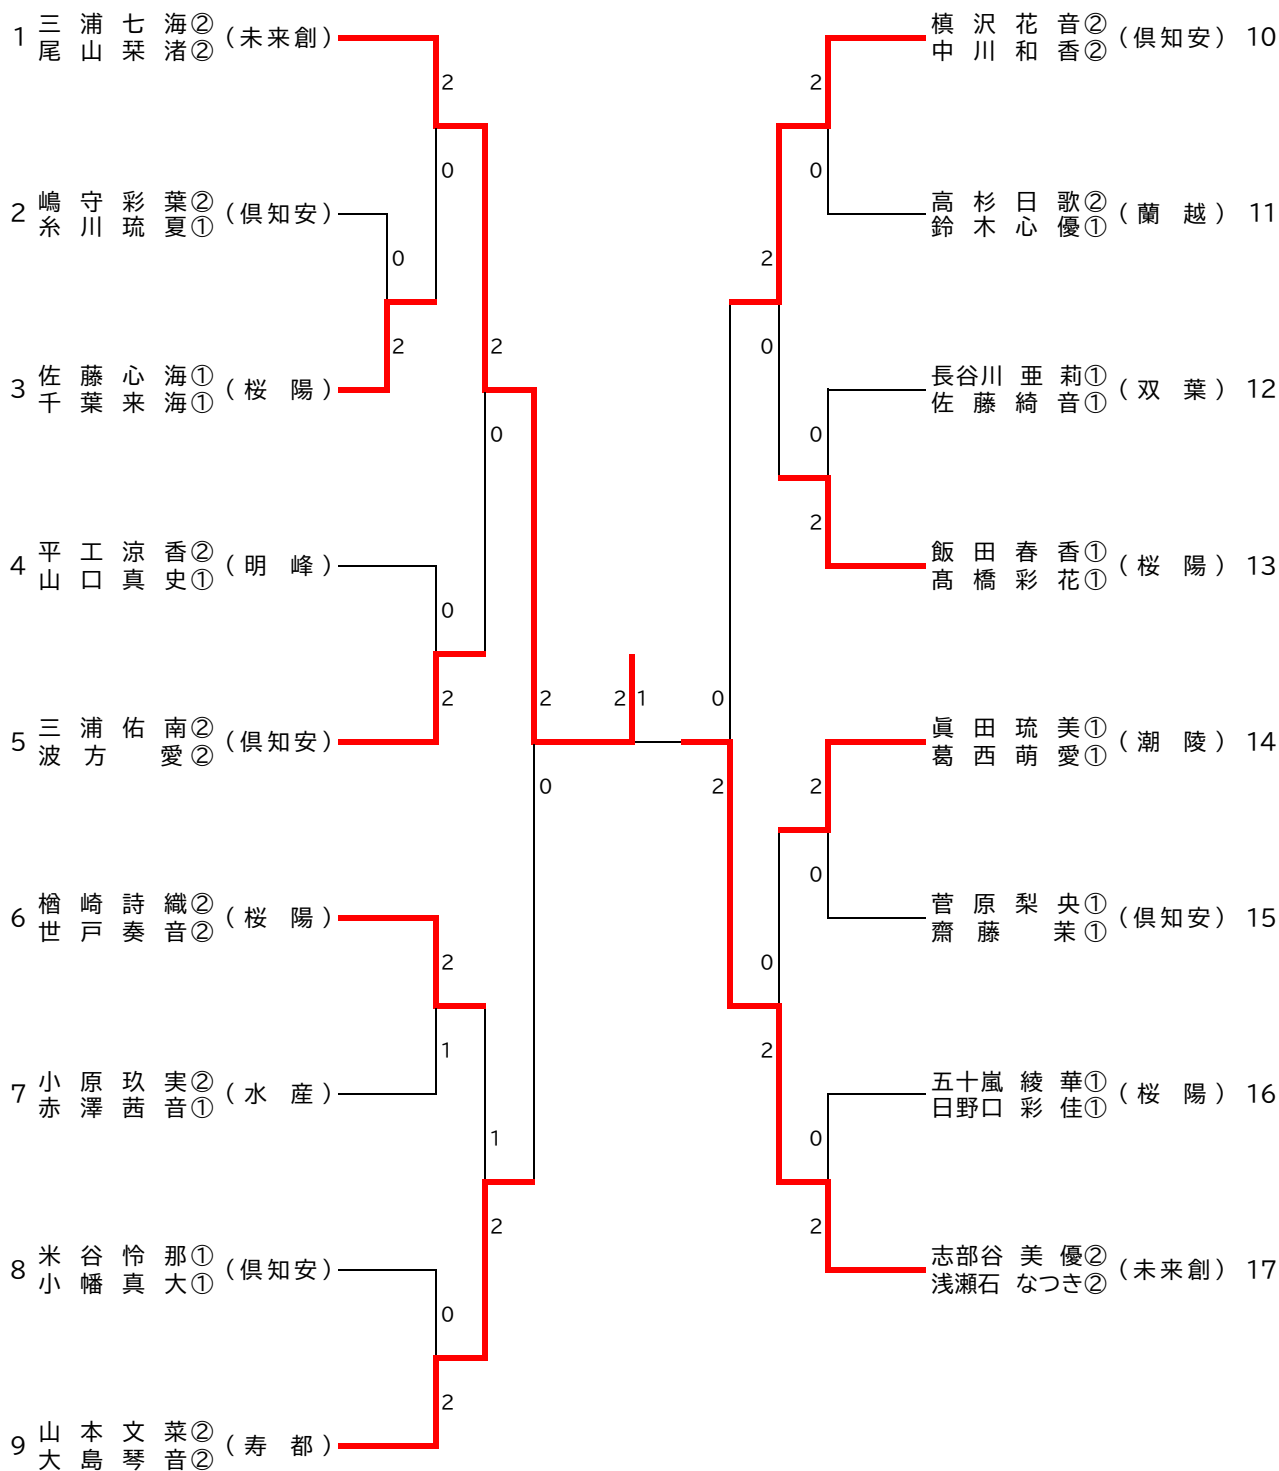 1 三浦七海② (未来創)
尾山栞渚②
2
0
2 嶋守彩葉② (倶知安)
糸川琉夏①
0
2
3 佐藤心海① (桜陽)
千葉来海①
2
0
4 平工涼香② (明峰)
山口真史①
0
2
5 三浦佑南② (倶知安)
波方愛②
2
0
6 楢崎詩織② (桜陽)
世戸奏音②
2
1
7 小原玖実② (水産)
赤澤茜音①
1
2
8 米谷怜那① (倶知安)
小幡真大①
0
2
9 山本文菜② (寿都)
大島琴音②
2 1
槙沢花音② (倶知安) 10
中川和香②
2
0
高杉日歌② (蘭越) 11
鈴木心優①
2
0
長谷川亜莉① (双葉) 12
佐藤綺音①
0
2
飯田春香① (桜陽) 13
髙橋彩花①
0
2
眞田琉美① (潮陵) 14
葛西萌愛①
2
0
菅原梨央① (倶知安) 15
齋藤茉①
0
2
五十嵐綾華① (桜陽) 16
日野口彩佳①
0
2
志部谷美優② (未来創) 17
浅瀬石なつき②